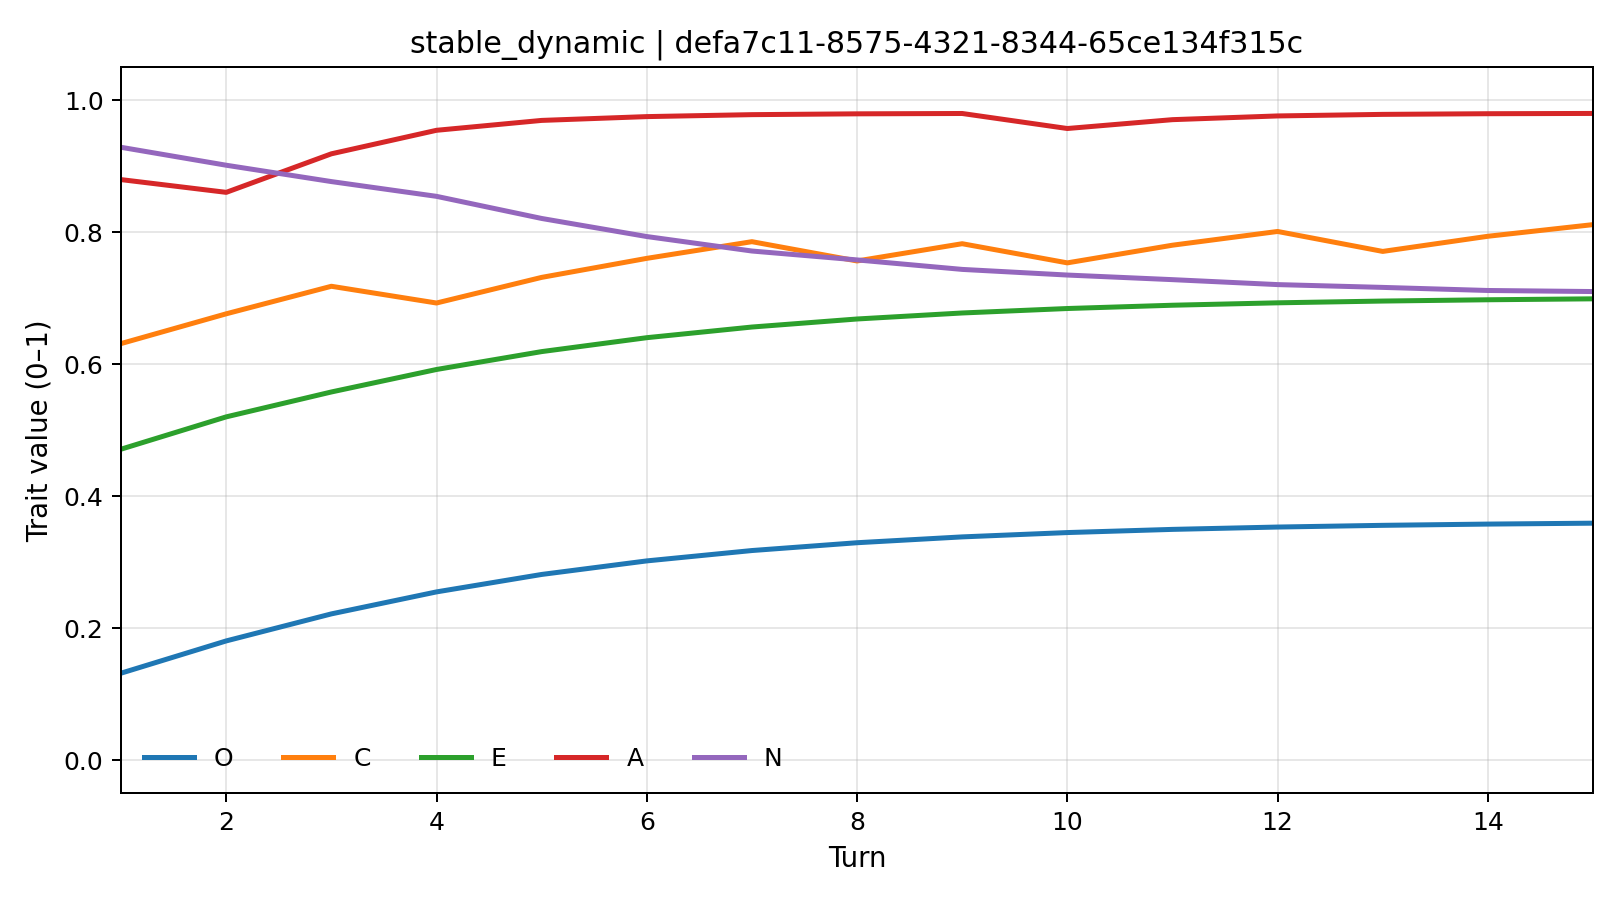 stable_dynamic | defa7c11-8575-4321-8344-65ce134f315c
Trait value (0–1)
1.0
0.8
0.6
0.4
0.2
0.0
O C E A N
2 4 6 8 10 12 14
Turn